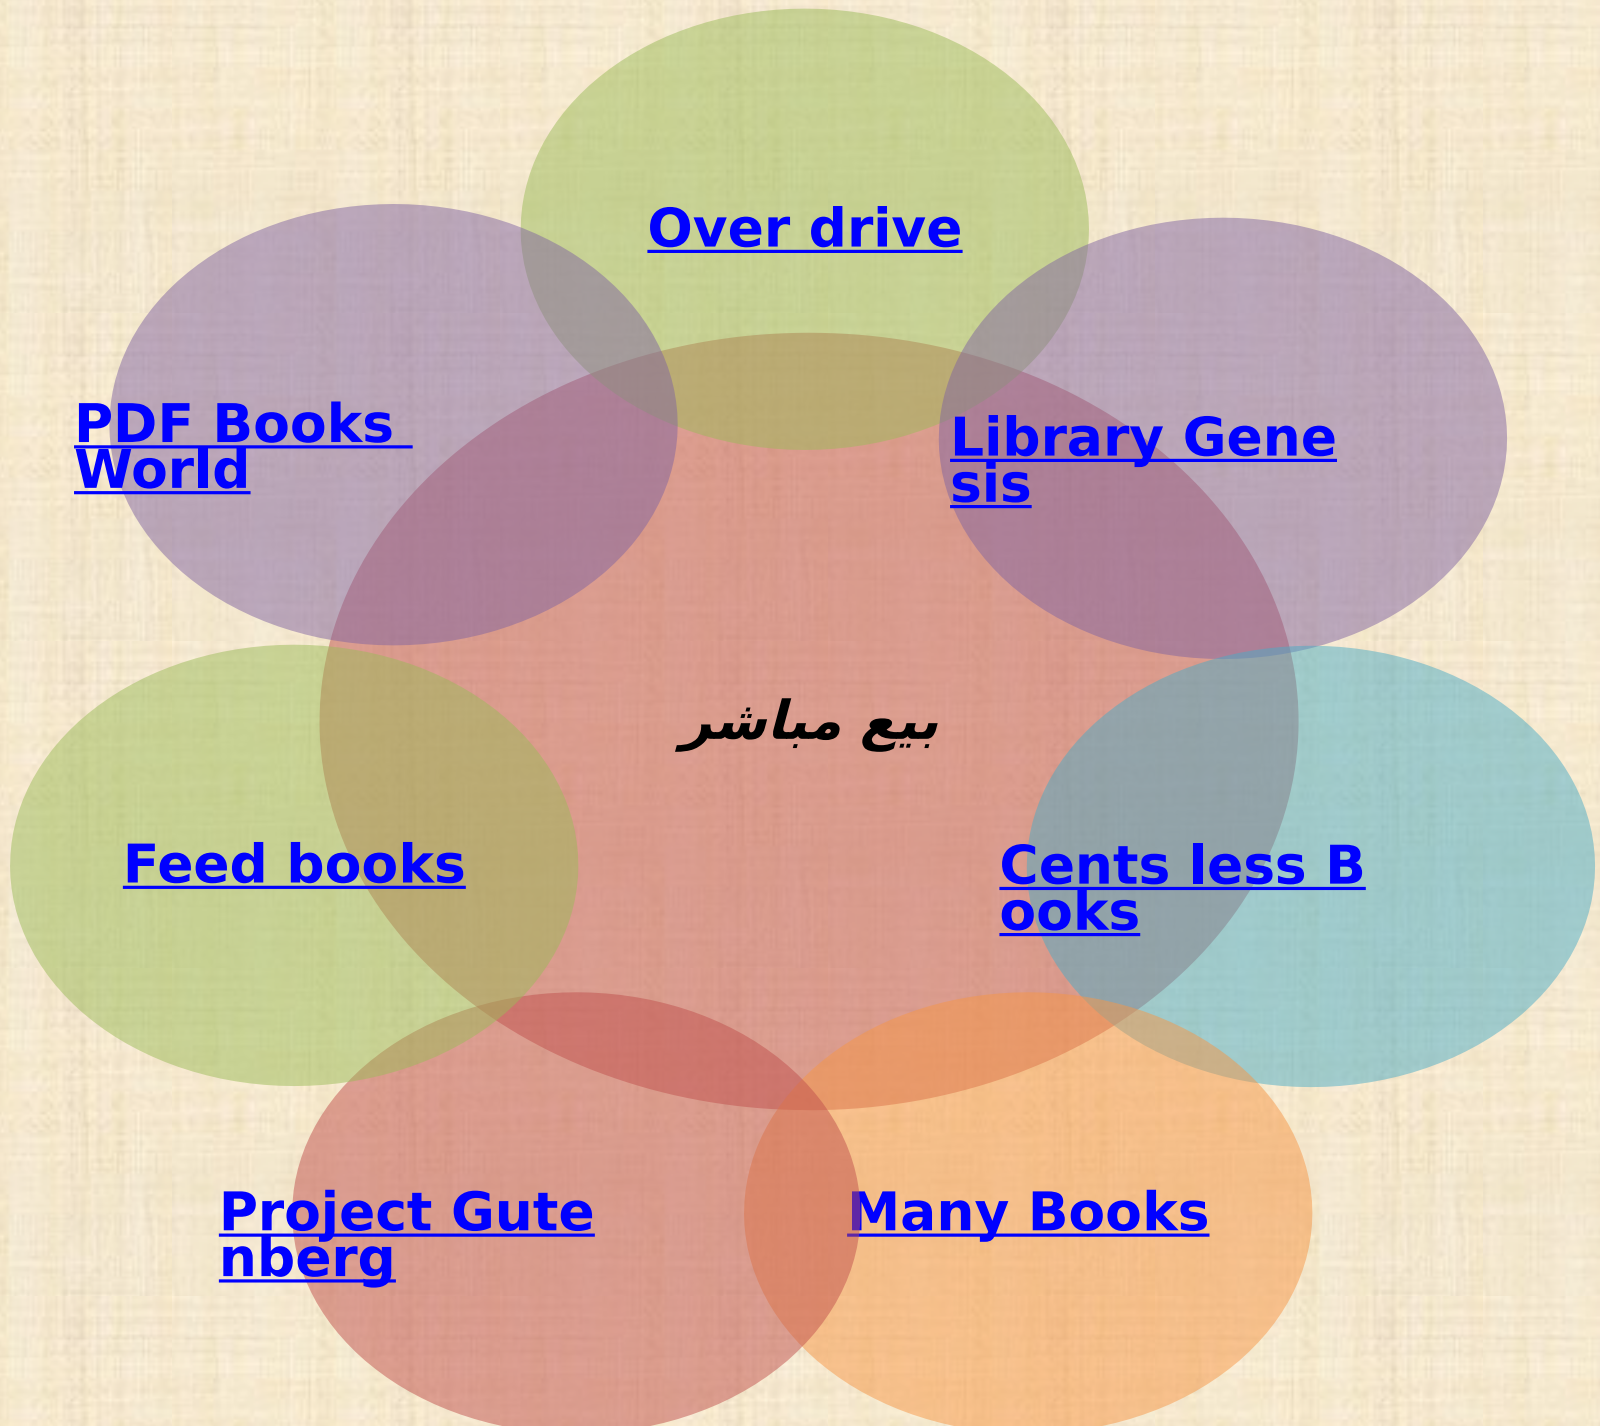 Over drive
PDF Books
World
Library Gene
sis
بيع مباشر
Feed books
Cents less B
ooks
Project Gute
nberg
Many Books